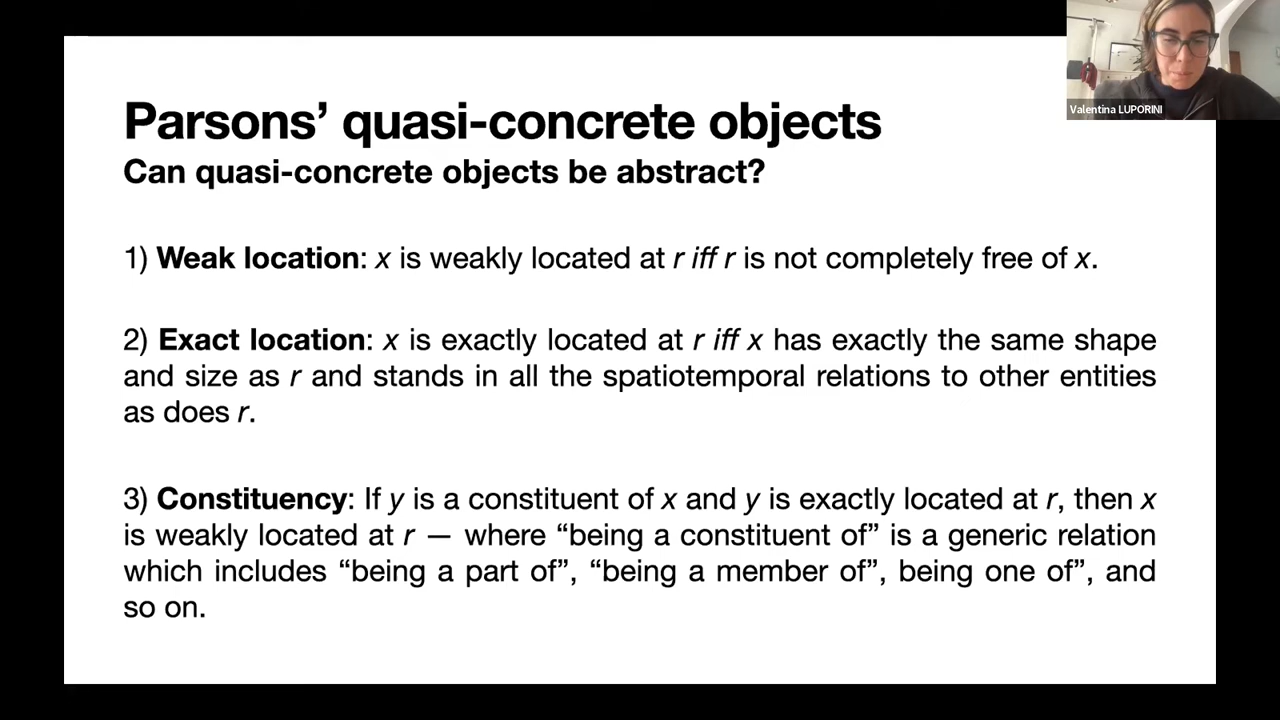 Valentina LUPORINI
Parsons’ quasi-concrete objects
Can quasi-concrete objects be abstract?
1) Weak location: x is weakly located at r iff r is not completely free of x.
2) Exact location: x is exactly located at r iff x has exactly the same shape
and size as r and stands in all the spatiotemporal relations to other entities
as does r.
3) Constituency: If y is a constituent of x and y is exactly located at r, then x
is weakly located at r — where “being a constituent of” is a generic relation
which includes “being a part of”, “being a member of”, being one of”, and
so on.